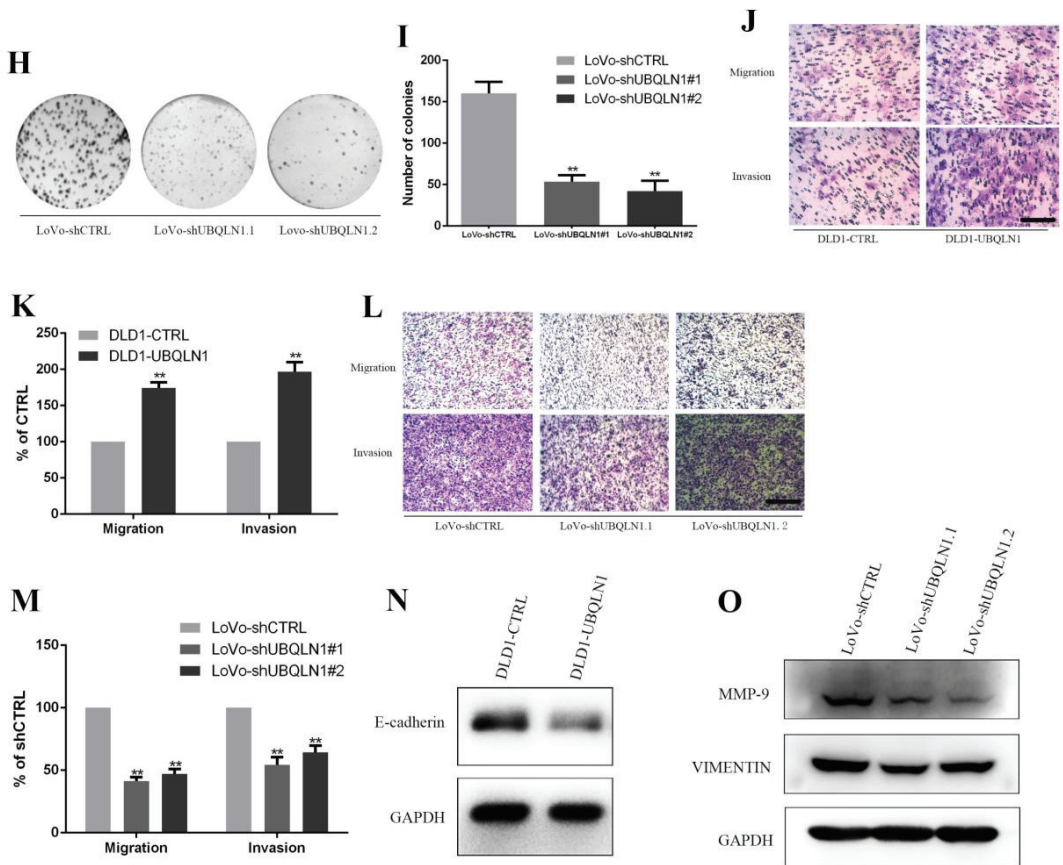 H
LoVo-shCTRL
LoVo-shUBQLN1.1
LoVo-shUBQLN1.2
I
Number of colonies
200
150
100
50
0
LoVo-shCTRL
LoVo-shUBQLN1#1
LoVo-shUBQLN1#2
**
**
LoVo-shCTRL
LoVo-shUBQLN1#1
LoVo-shUBQLN1#2
J
Migration
Invasion
DLD1-CTRL
DLD1-UBQLN1
K
% of CTRL
250
200
150
100
50
0
DLD1-CTRL
DLD1-UBQLN1
**
**
Migration
Invasion
L
Migration
Invasion
LoVo-shCTRL
LoVo-shUBQLN1.1
LoVo-shUBQLN1.2
M
% of shCTRL
150
100
50
0
LoVo-shCTRL
LoVo-shUBQLN1#1
LoVo-shUBQLN1#2
**
**
**
**
Migration
Invasion
N
DLD1-CTRL
DLD1-UBQLN1
E-cadherin
GAPDH
O
LoVo-shCTRL
LoVo-shUBQLN1.1
LoVo-shUBQLN1.2
MMP-9
VIMENTIN
GAPDH